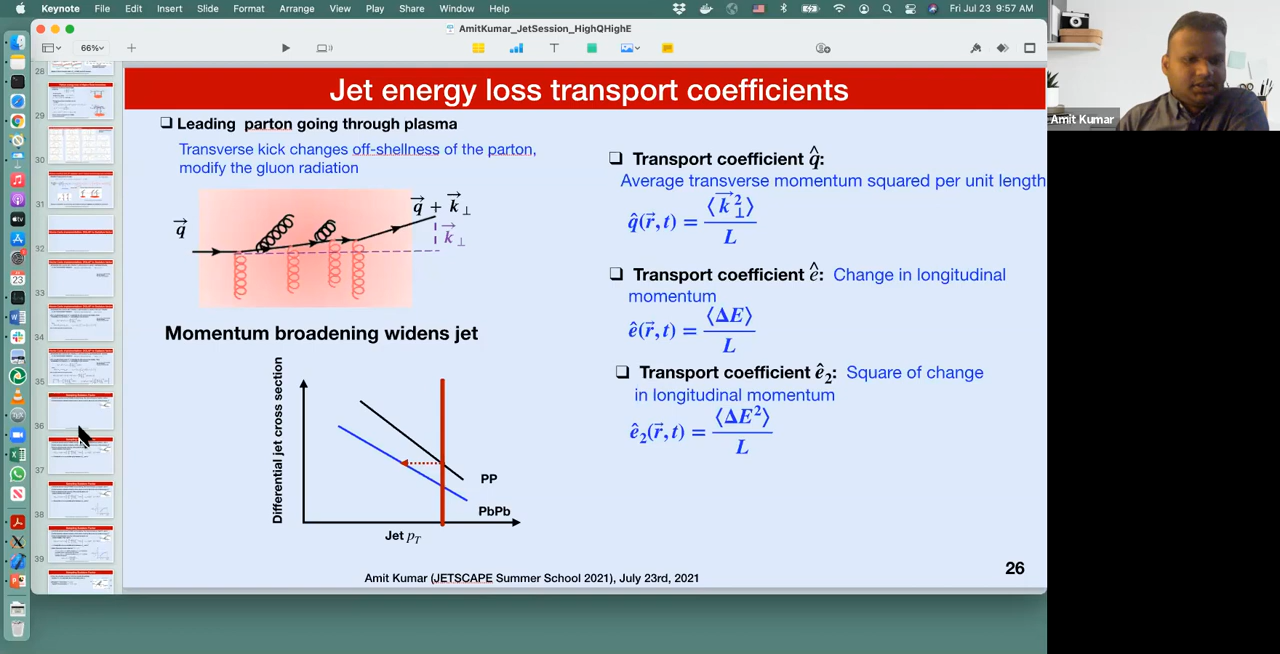 Keynote File Edit Insert Slide Format Arrange View Play Share Window Help
Fri Jul 23 9:57 AM
AmitKumar_JetSession_HighQHighE
66%
28
29
30
31
32
33
34
35
36
37
38
39
JUL
23
Jet energy loss transport coefficients
❑ Leading parton going through plasma
Transverse kick changes off-shellness of the parton,
modify the gluon radiation
q⃗
q⃗ + k⃗⊥
k⃗⊥
Momentum broadening widens jet
Differential jet cross section
PP
PbPb
Jet pT
❑ Transport coefficient q̂:
Average transverse momentum squared per unit length
q̂(r⃗, t) = ⟨k⃗⊥²⟩ / L
❑ Transport coefficient ê: Change in longitudinal
momentum
ê(r⃗, t) = ⟨ΔE⟩ / L
❑ Transport coefficient ê₂: Square of change
in longitudinal momentum
ê₂(r⃗, t) = ⟨ΔE²⟩ / L
Amit Kumar (JETSCAPE Summer School 2021), July 23rd, 2021
26
Amit Kumar